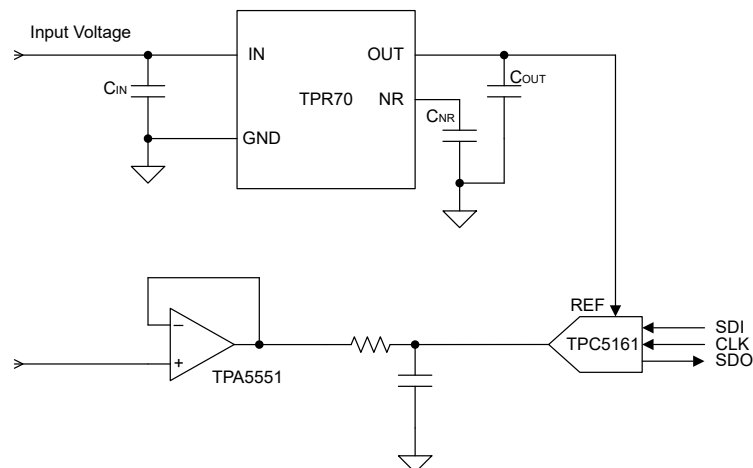 Input Voltage
IN
OUT
CIN
TPR70
NR
COUT
CNR
GND
REF
SDI
CLK
SDO
TPC5161
−
+
TPA5551